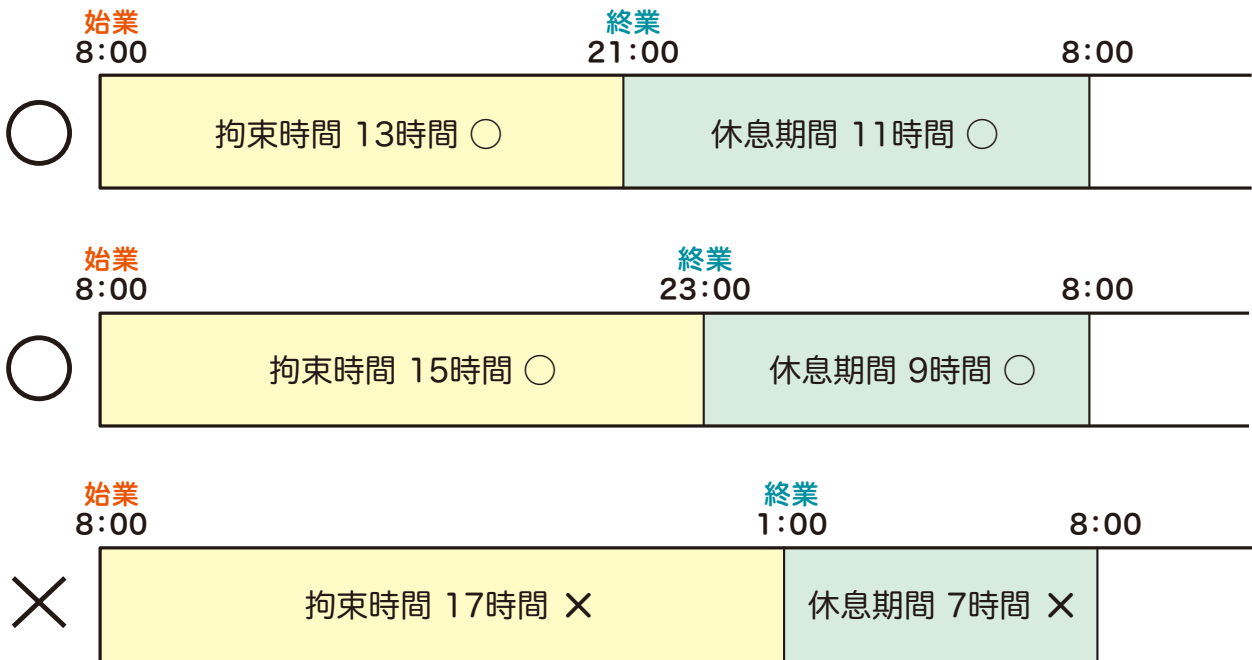 始業 終業
8:00 21:00 8:00
○ 拘束時間 13時間 ○ 休息期間 11時間 ○
始業 終業
8:00 23:00 8:00
○ 拘束時間 15時間 ○ 休息期間 9時間 ○
始業 終業
8:00 1:00 8:00
× 拘束時間 17時間 × 休息期間 7時間 ×